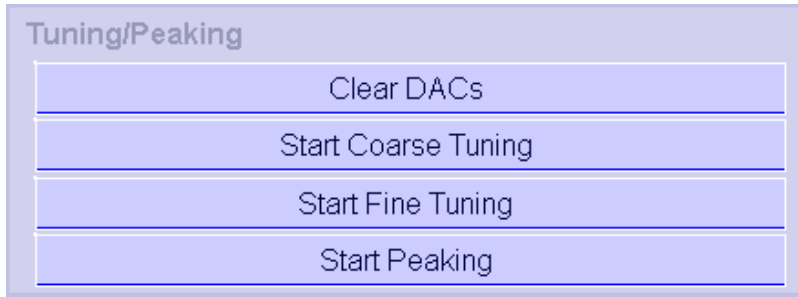 Tuning/Peaking
Clear DACs
Start Coarse Tuning
Start Fine Tuning
Start Peaking